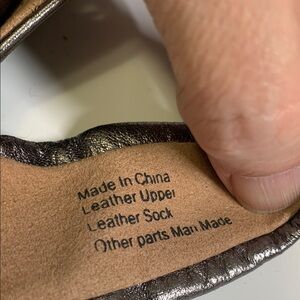 Made In China
Leather Upper
Leather Sock
Other parts Man Made